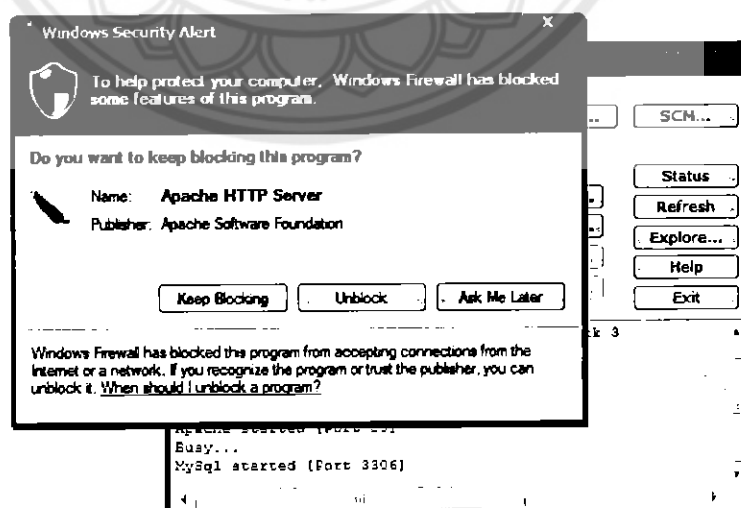 Windows Security Alert
X
To help protect your computer, Windows Firewall has blocked
some features of this program.
Do you want to keep blocking this program?
Name: Apache HTTP Server
Publisher: Apache Software Foundation
Keep Blocking
Unblock
Ask Me Later
Windows Firewall has blocked this program from accepting connections from the
Internet or a network. If you recognize the program or trust the publisher, you can
unblock it. When should I unblock a program?
SCM...
Status
Refresh
Explore...
Help
Exit
k 3
Apache started [Port
Busy...
MySql started [Port 3306]